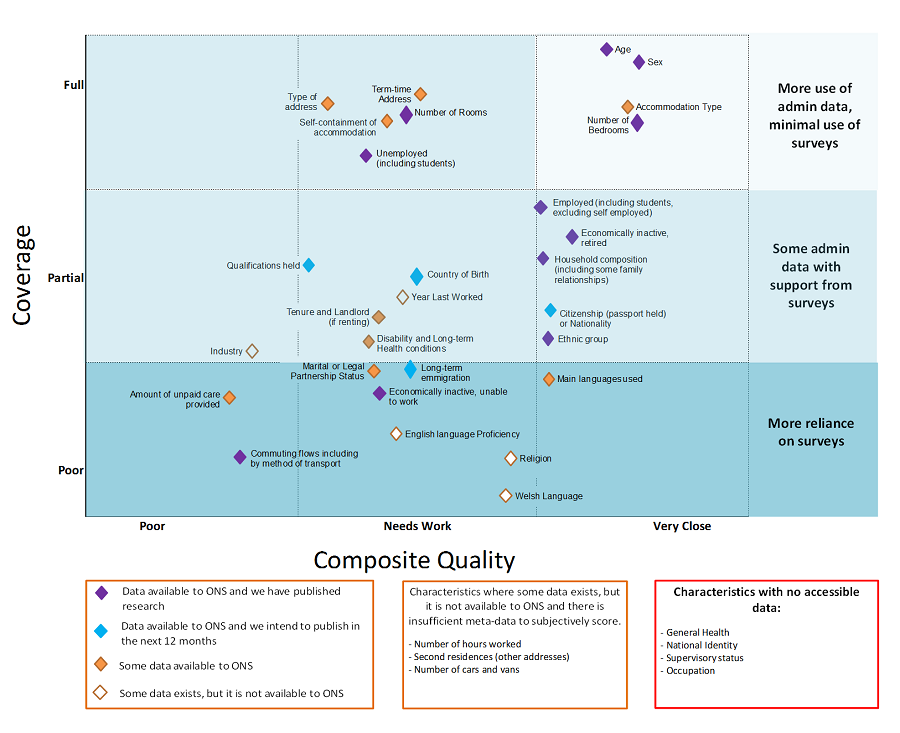 Age
Sex
Full
Type of
address
Term-time
Address
Number of Rooms
Self-containment of
accommodation
Unemployed
(including students)
Accommodation Type
Number of
Bedrooms
More use of
admin data,
minimal use of
surveys
Coverage
Partial
Employed (including students,
excluding self employed)
Economically inactive,
retired
Household composition
(including some family
relationships)
Qualifications held
Country of Birth
Year Last Worked
Tenure and Landlord
(if renting)
Disability and Long-term
Health conditions
Citizenship (passport held)
or Nationality
Ethnic group
Industry
Some admin
data with
support from
surveys
Marital or Legal
Partnership Status
Long-term
emmigration
Economically inactive, unable
to work
Main languages used
Amount of unpaid care
provided
English language Proficiency
Commuting flows including
by method of transport
Religion
Welsh Language
More reliance
on surveys
Poor
Poor
Needs Work
Very Close
Composite Quality
Data available to ONS and we have published
research
Data available to ONS and we intend to publish in
the next 12 months
Some data available to ONS
Some data exists, but it is not available to ONS
Characteristics where some data exists, but
it is not available to ONS and there is
insufficient meta-data to subjectively score.
- Number of hours worked
- Second residences (other addresses)
- Number of cars and vans
Characteristics with no accessible
data:
- General Health
- National Identity
- Supervisory status
- Occupation